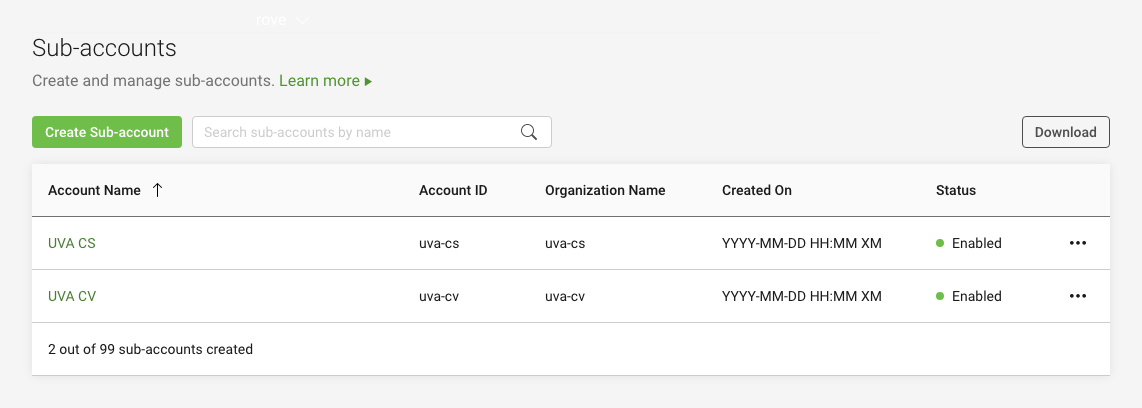 rove
Sub-accounts
Create and manage sub-accounts. Learn more
Create Sub-account Search sub-accounts by name Download
Account Name Account ID Organization Name Created On Status
UVA CS uva-cs uva-cs YYYY-MM-DD HH:MM XM Enabled
UVA CV uva-cv uva-cv YYYY-MM-DD HH:MM XM Enabled
2 out of 99 sub-accounts created